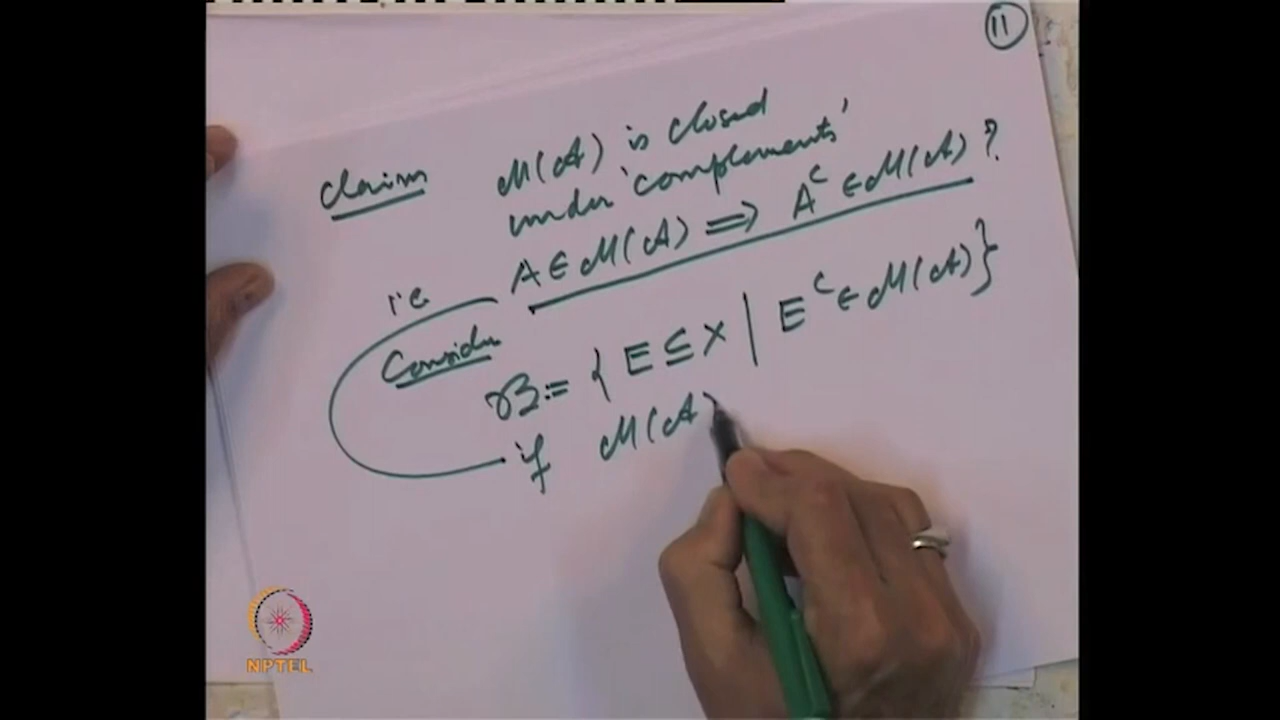 11
Claim M(A) is closed
under 'complements'
i.e A ∈ M(A) ⟹ A^c ∈ M(A) ?
Consider
B := { E ⊆ X | E^c ∈ M(A) }
if M(A)
NPTEL